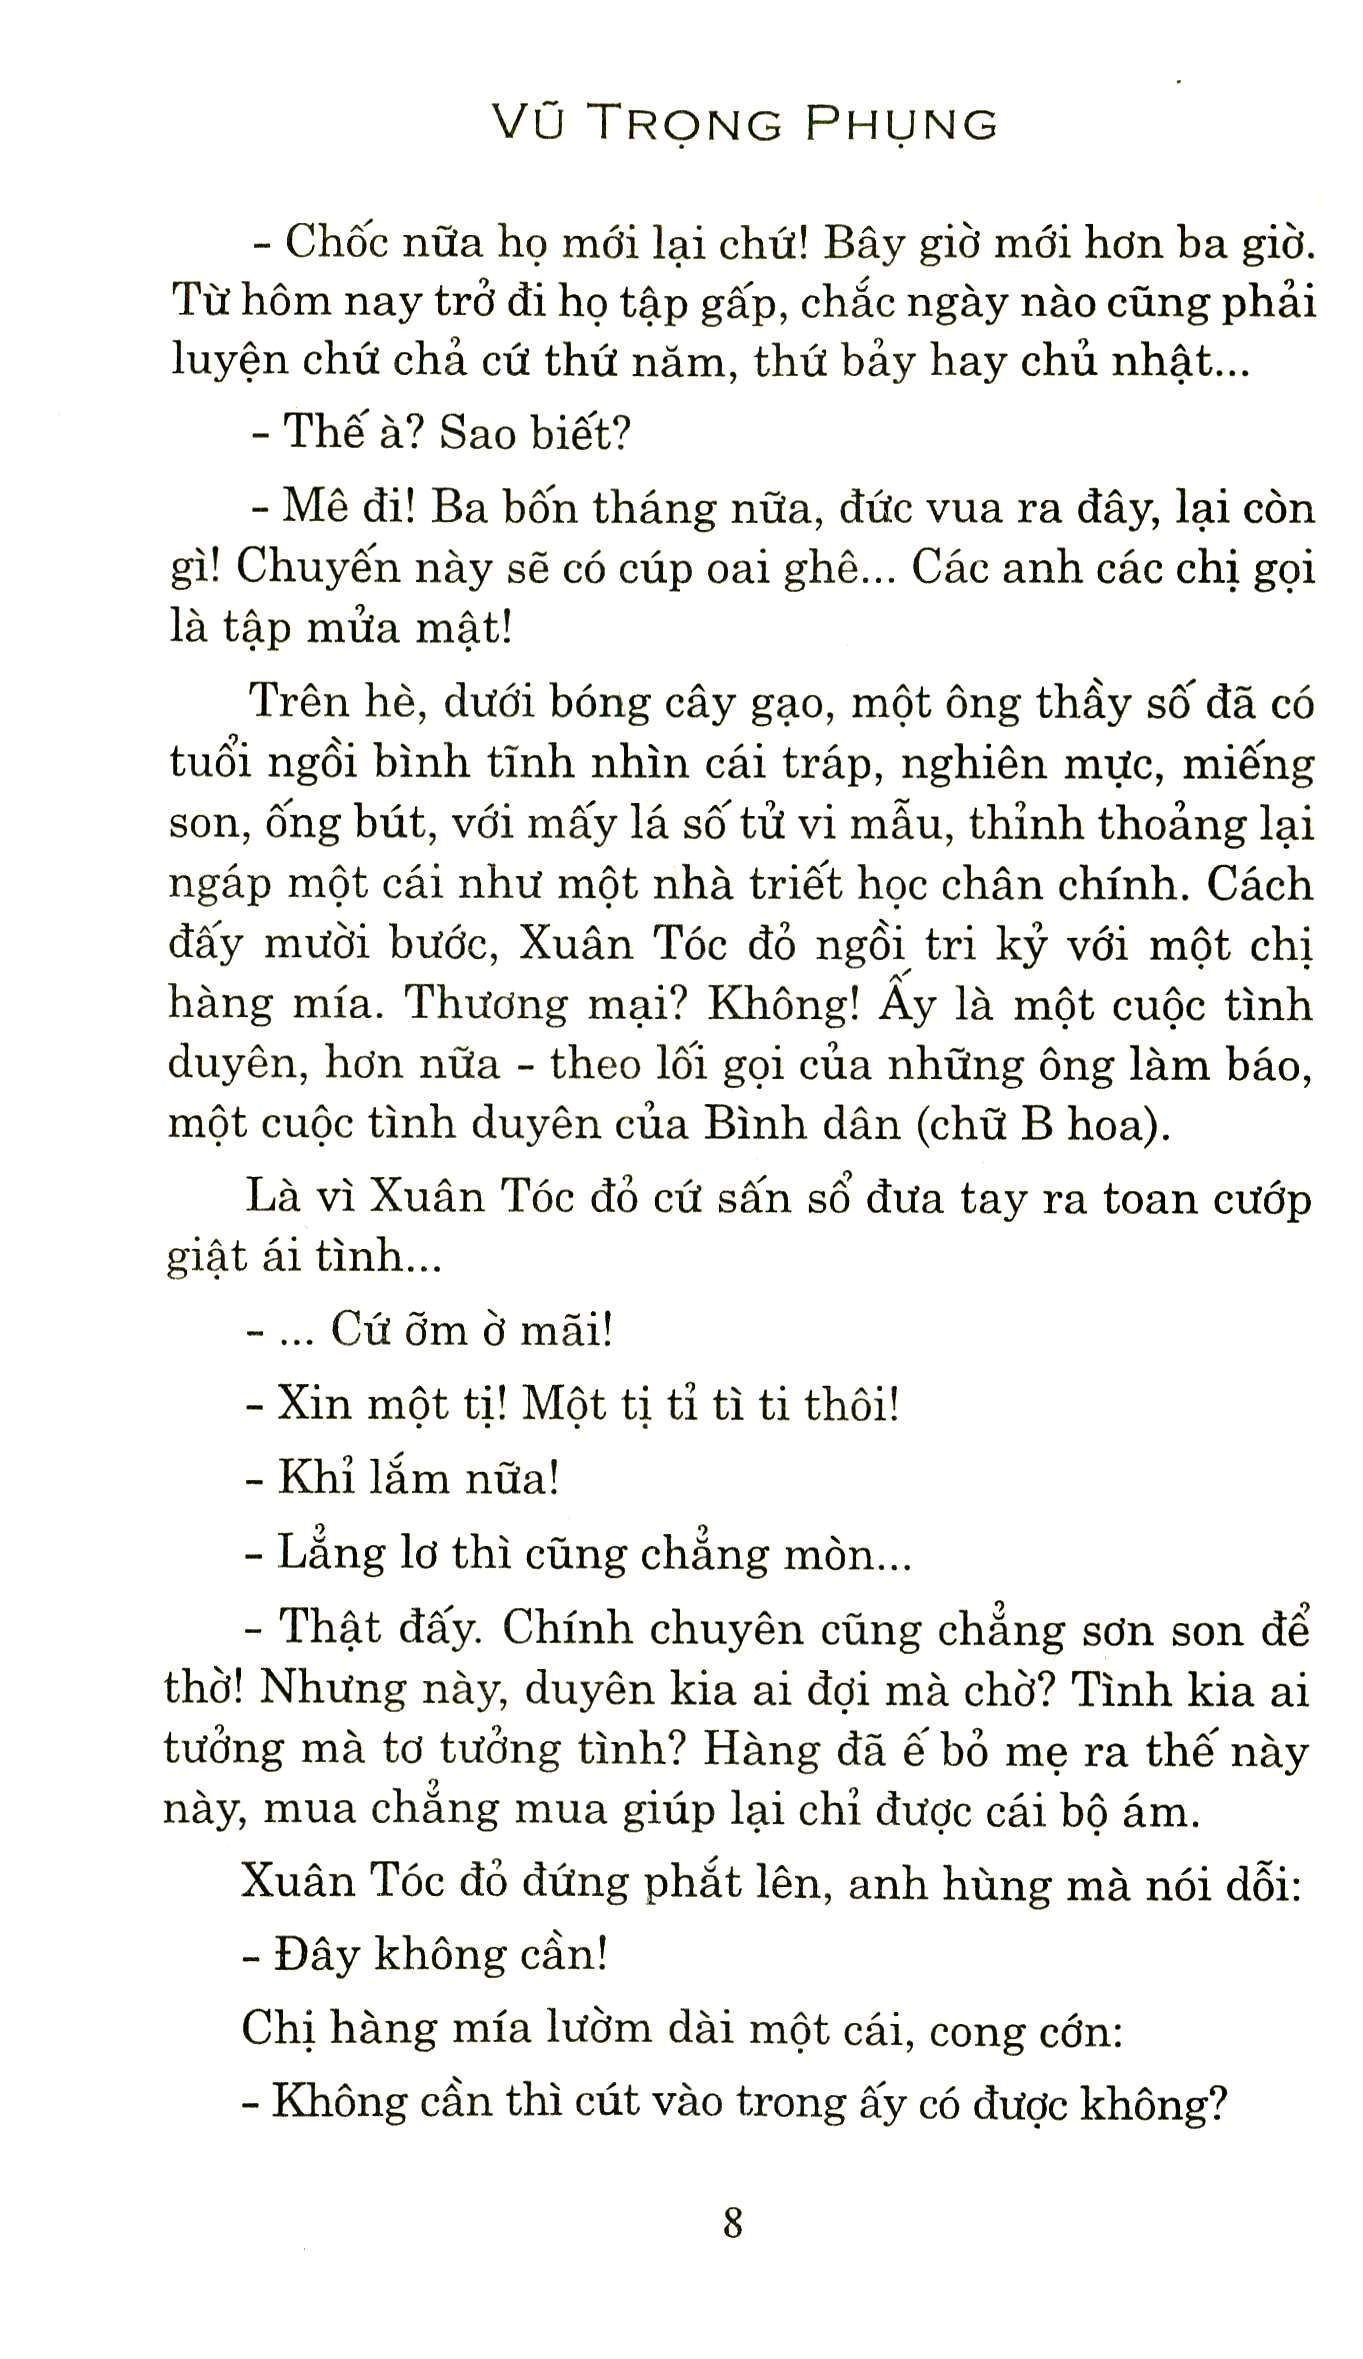 VŨ TRỌNG PHỤNG
– Chốc nữa họ mới lại chứ! Bây giờ mới hơn ba giờ.
Từ hôm nay trở đi họ tập gấp, chắc ngày nào cũng phải
luyện chứ chả cứ thứ năm, thứ bảy hay chủ nhật...
– Thế à? Sao biết?
– Mê đi! Ba bốn tháng nữa, đức vua ra đây, lại còn
gì! Chuyến này sẽ có cúp oai ghê... Các anh các chị gọi
là tập mửa mật!
Trên hè, dưới bóng cây gạo, một ông thầy số đã có
tuổi ngồi bình tĩnh nhìn cái tráp, nghiên mực, miếng
son, ống bút, với mấy lá số tử vi mẫu, thỉnh thoảng lại
ngáp một cái như một nhà triết học chân chính. Cách
đấy mười bước, Xuân Tóc đỏ ngồi tri kỷ với một chị
hàng mía. Thương mại? Không! Ấy là một cuộc tình
duyên, hơn nữa – theo lối gọi của những ông làm báo,
một cuộc tình duyên của Bình dân (chữ B hoa).
Là vì Xuân Tóc đỏ cứ sấn sổ đưa tay ra toan cướp
giật ái tình...
– ... Cứ ỡm ờ mãi!
– Xin một tị! Một tị tỉ tì ti thôi!
– Khỉ lắm nữa!
– Lẳng lơ thì cũng chẳng mòn...
– Thật đấy. Chính chuyên cũng chẳng sơn son để
thờ! Nhưng này, duyên kia ai đợi mà chờ? Tình kia ai
tưởng mà tơ tưởng tình? Hàng đã ế bỏ mẹ ra thế này
này, mua chẳng mua giúp lại chỉ được cái bộ ám.
Xuân Tóc đỏ đứng phắt lên, anh hùng mà nói dỗi:
– Đây không cần!
Chị hàng mía lườm dài một cái, cong cớn:
– Không cần thì cút vào trong ấy có được không?
8